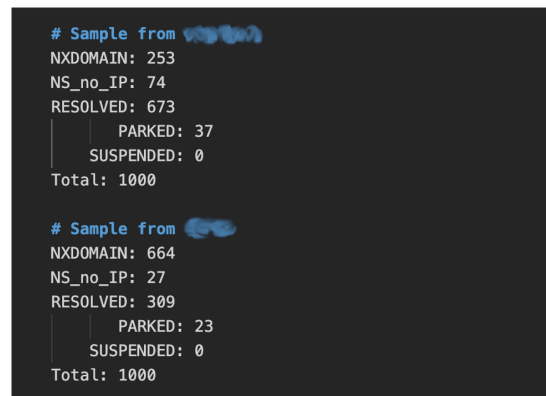 # Sample from
NXDOMAIN: 253
NS_no_IP: 74
RESOLVED: 673
PARKED: 37
SUSPENDED: 0
Total: 1000
# Sample from
NXDOMAIN: 664
NS_no_IP: 27
RESOLVED: 309
PARKED: 23
SUSPENDED: 0
Total: 1000